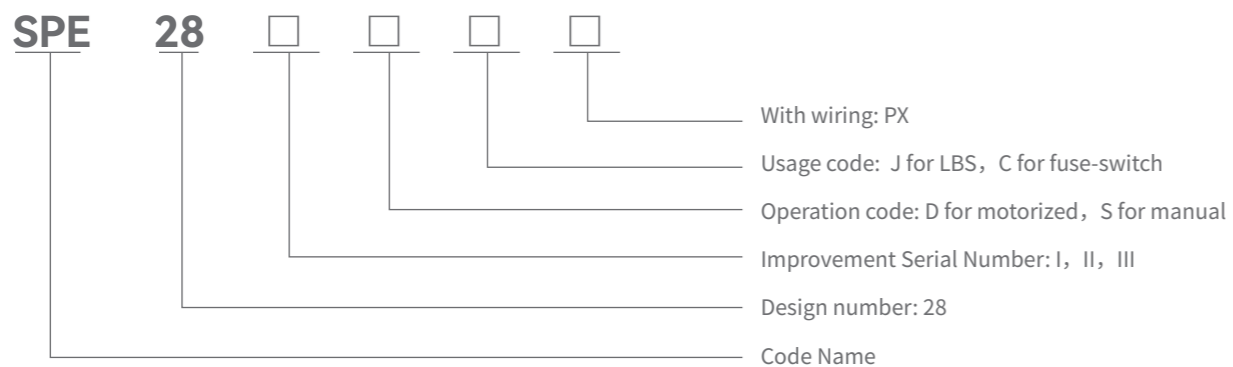 SPE 28 □ □ □ □
With wiring: PX
Usage code: J for LBS，C for fuse-switch
Operation code: D for motorized，S for manual
Improvement Serial Number: I，II，III
Design number: 28
Code Name